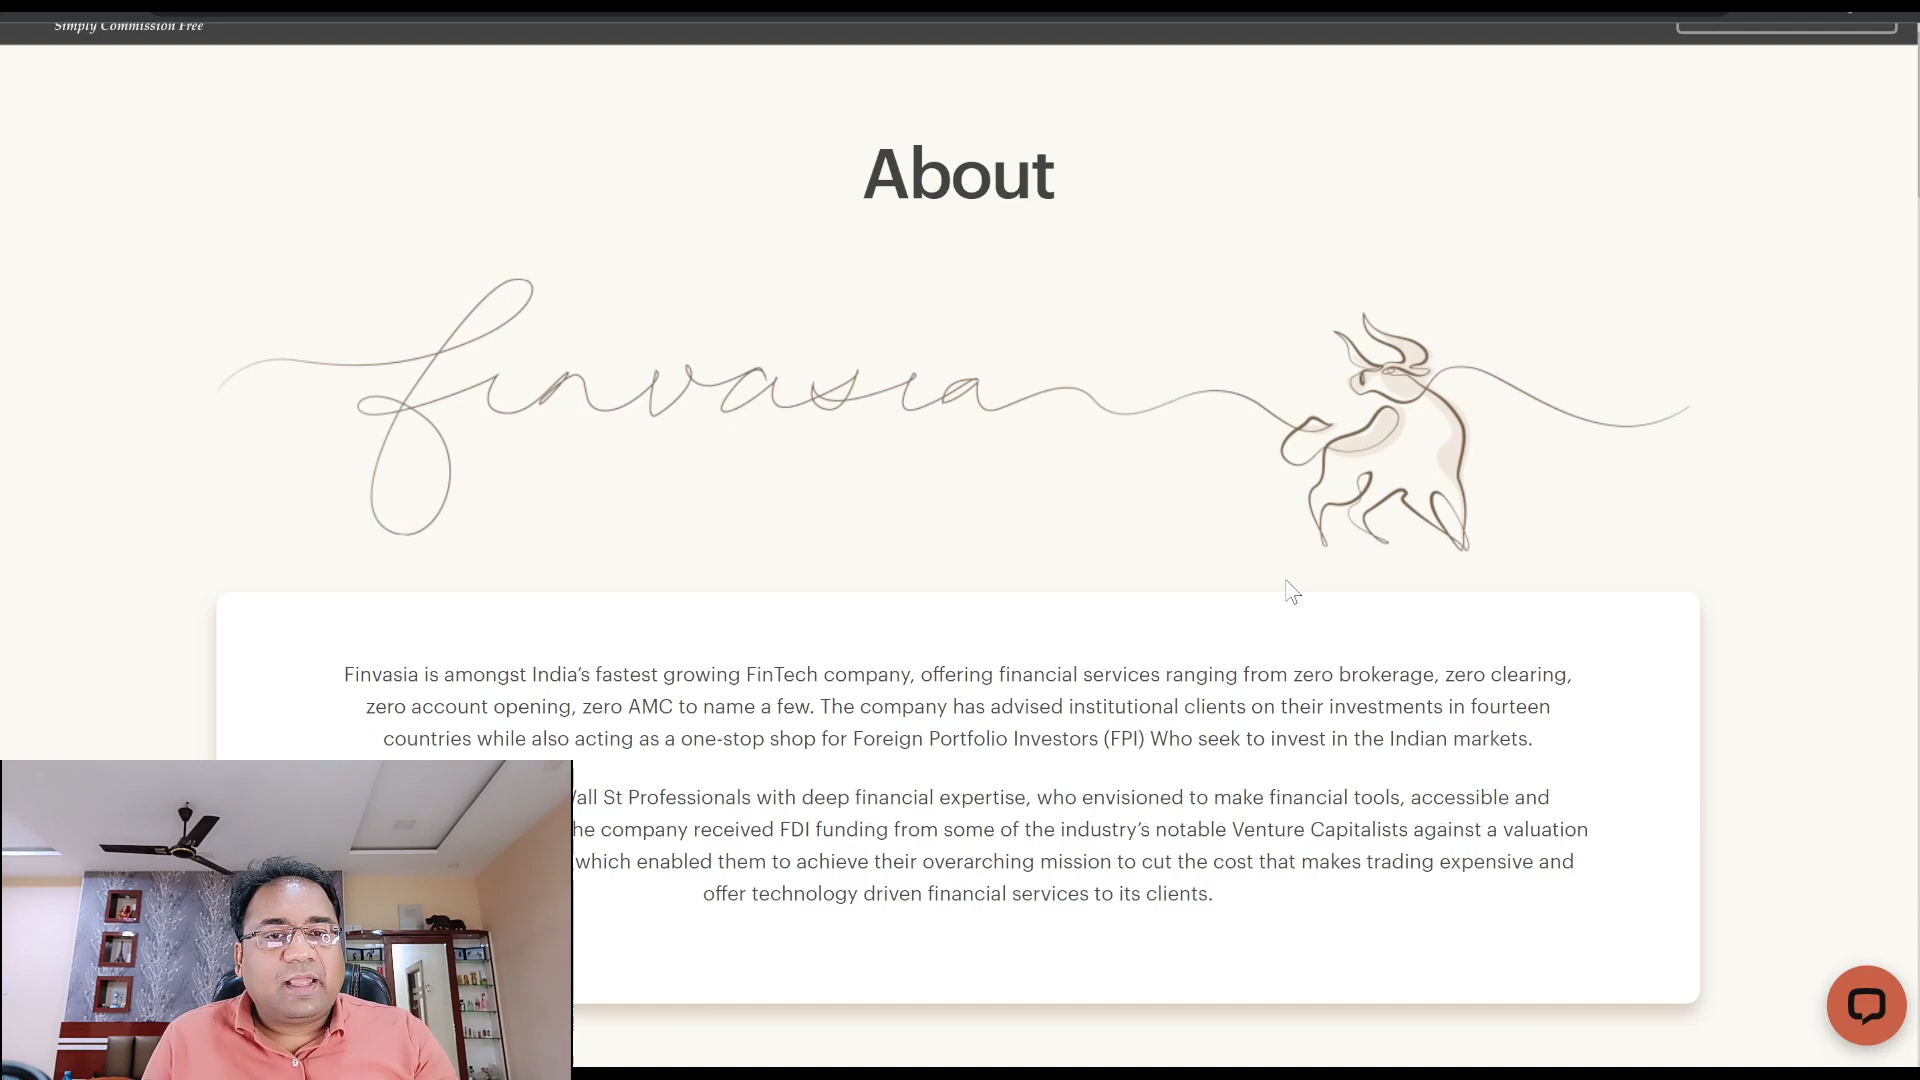 Simply Commission Free
About
finvasia
Finvasia is amongst India’s fastest growing FinTech company, offering financial services ranging from zero brokerage, zero clearing,
zero account opening, zero AMC to name a few. The company has advised institutional clients on their investments in fourteen
countries while also acting as a one-stop shop for Foreign Portfolio Investors (FPI) Who seek to invest in the Indian markets.
St Professionals with deep financial expertise, who envisioned to make financial tools, accessible and
company received FDI funding from some of the industry’s notable Venture Capitalists against a valuation
which enabled them to achieve their overarching mission to cut the cost that makes trading expensive and
offer technology driven financial services to its clients.